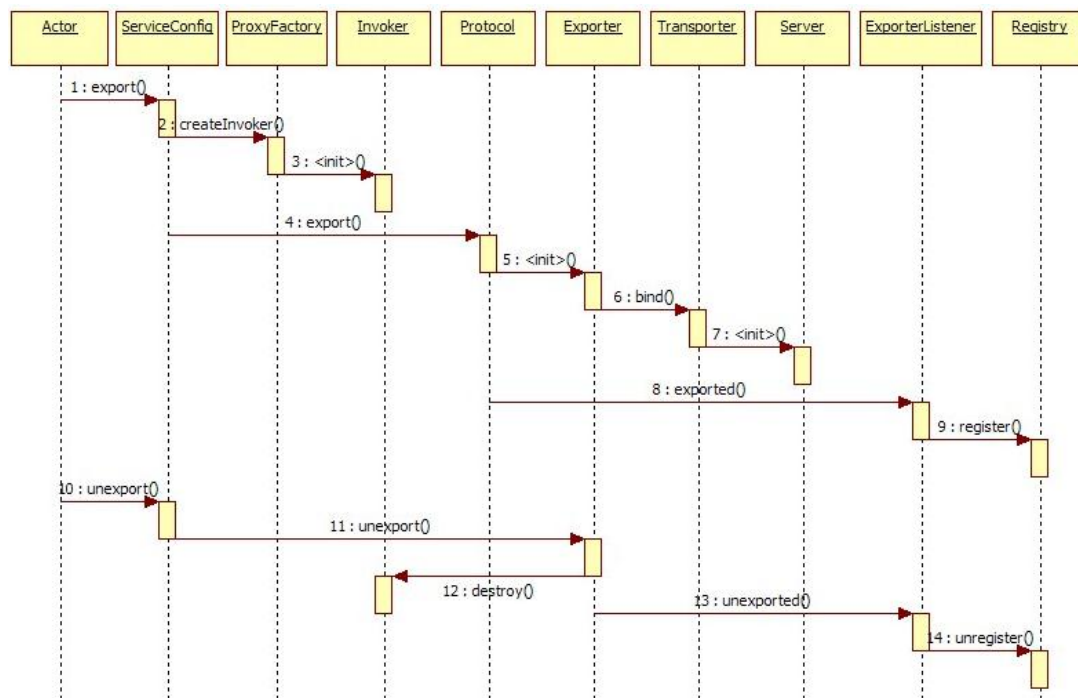 Actor
ServiceConfig
ProxyFactory
Invoker
Protocol
Exporter
Transporter
Server
ExporterListener
Registry
1 : export()
2 : createInvoker()
3 : <init>()
4 : export()
5 : <init>()
6 : bind()
7 : <init>()
8 : exported()
9 : register()
10 : unexport()
11 : unexport()
12 : destroy()
13 : unexported()
14 : unregister()